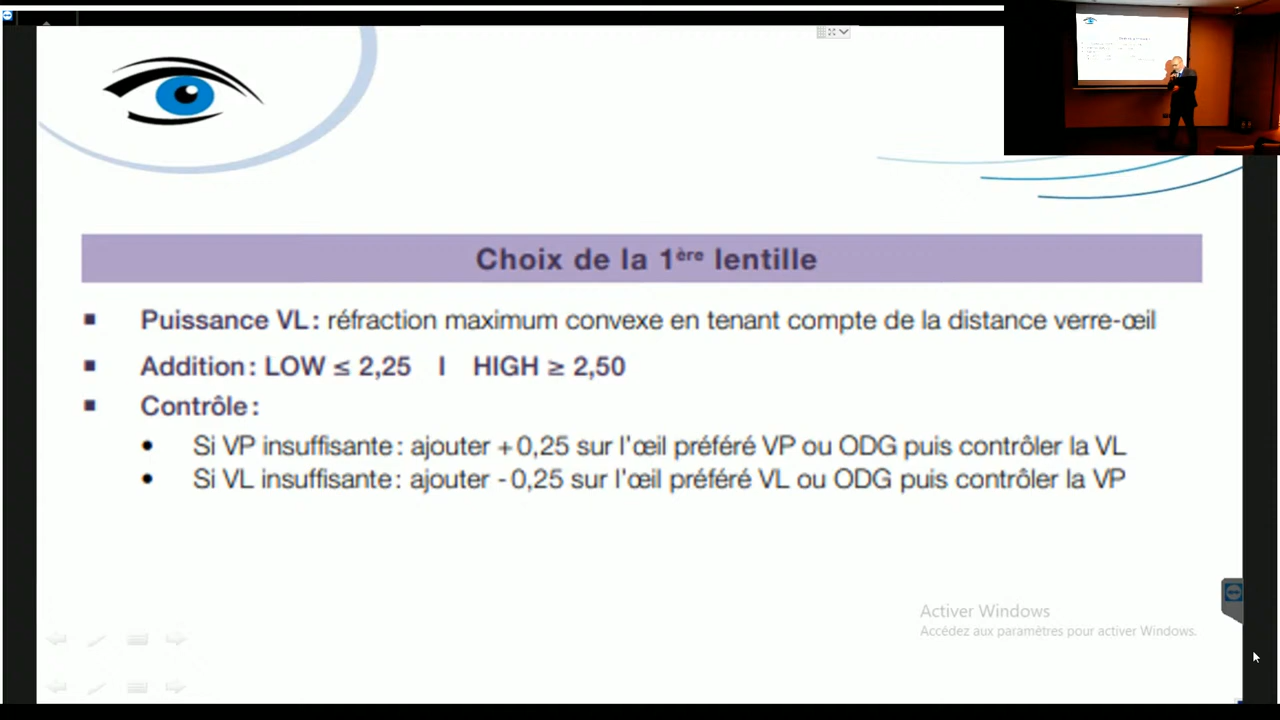 Choix de la 1ère lentille
Puissance VL : réfraction maximum convexe en tenant compte de la distance verre-œil
Addition : LOW ≤ 2,25 I HIGH ≥ 2,50
Contrôle :
Si VP insuffisante : ajouter +0,25 sur l'œil préféré VP ou ODG puis contrôler la VL
Si VL insuffisante : ajouter -0,25 sur l'œil préféré VL ou ODG puis contrôler la VP
Activer Windows
Accédez aux paramètres pour activer Windows.